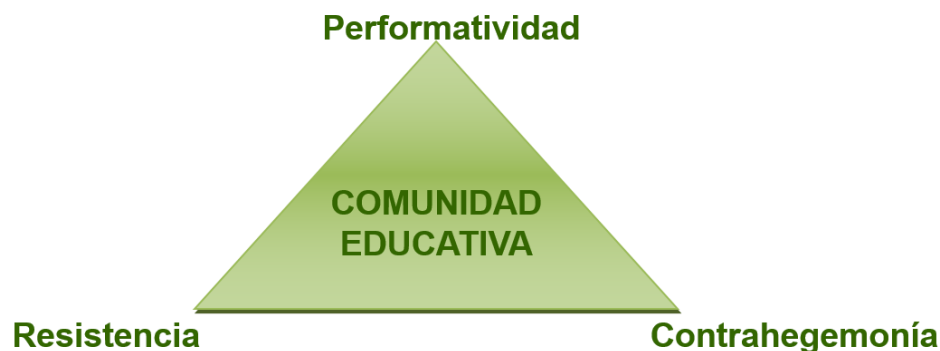 Performatividad
COMUNIDAD
EDUCATIVA
Resistencia
Contrahegemonía